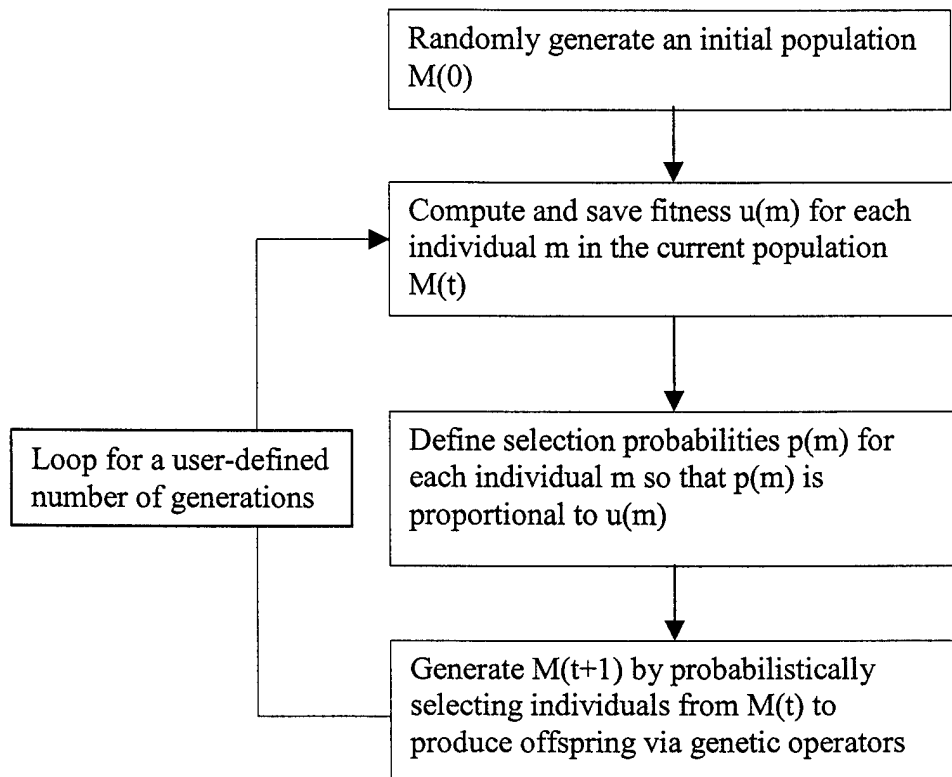 Randomly generate an initial population
M(0)
Compute and save fitness u(m) for each
individual m in the current population
M(t)
Loop for a user-defined
number of generations
Define selection probabilities p(m) for
each individual m so that p(m) is
proportional to u(m)
Generate M(t+1) by probabilistically
selecting individuals from M(t) to
produce offspring via genetic operators